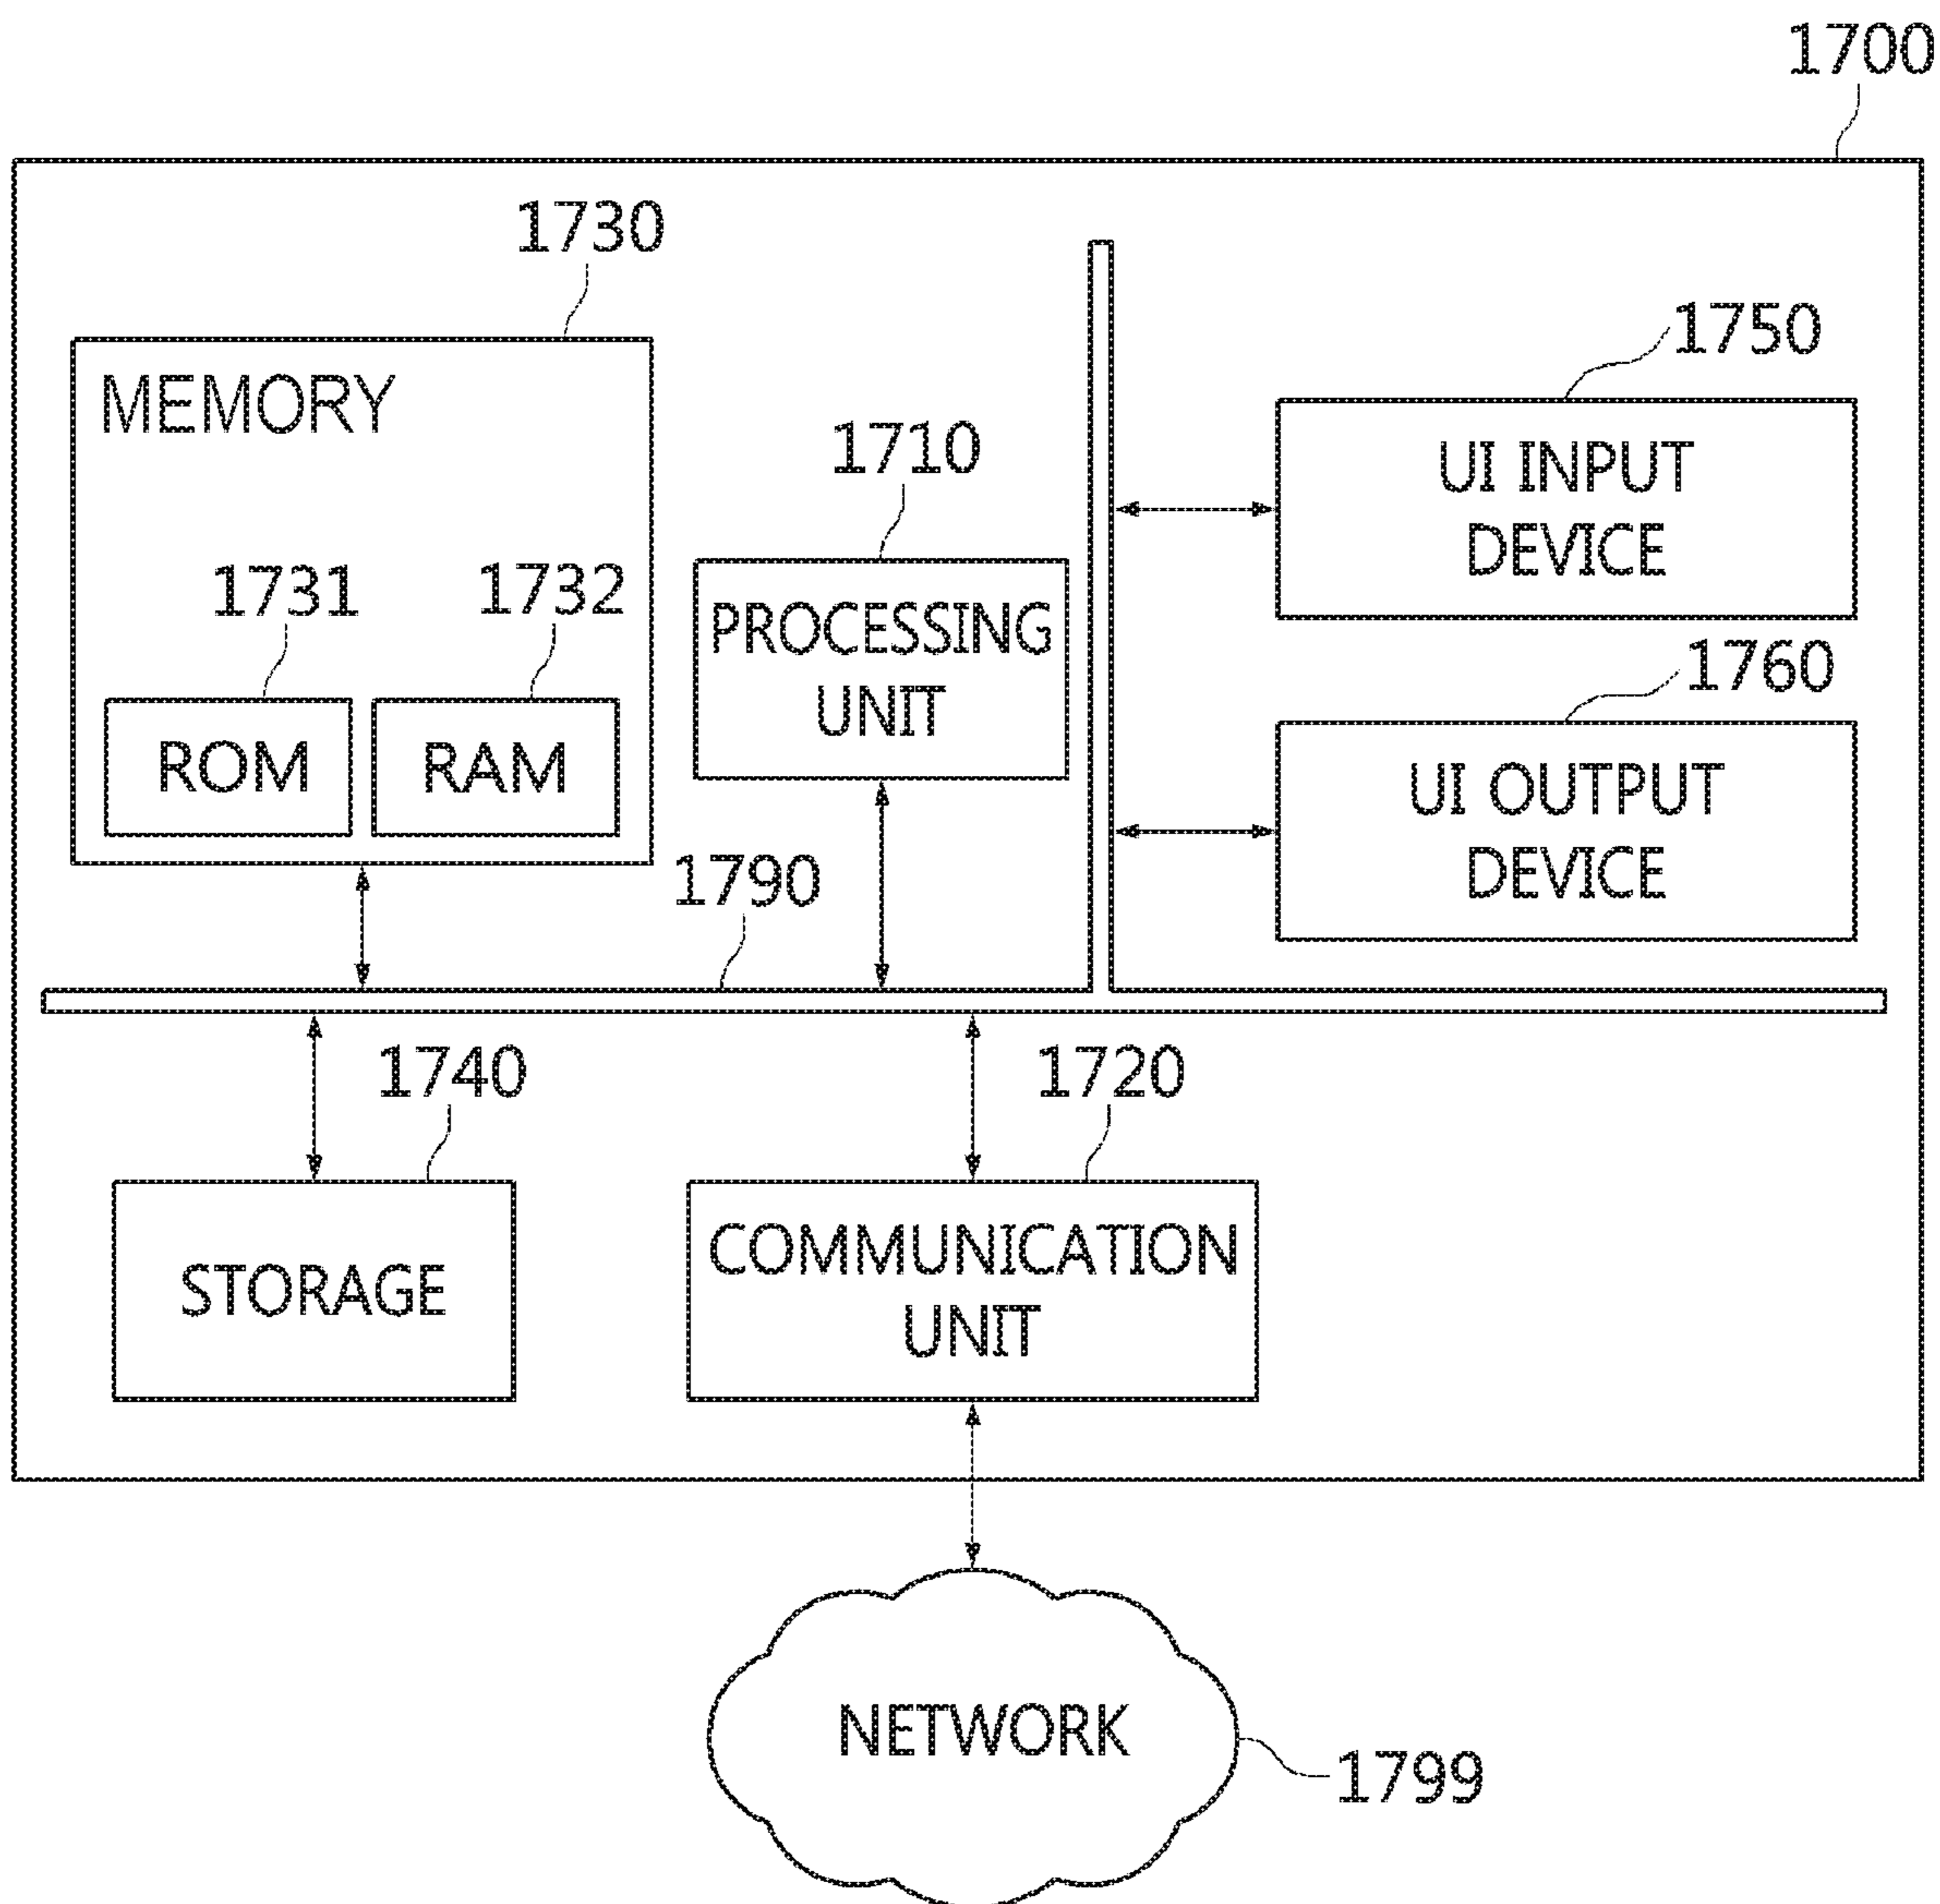 1700
1730
MEMORY
1731
1732
ROM
RAM
1710
PROCESSING
UNIT
1750
UI INPUT
DEVICE
1760
UI OUTPUT
DEVICE
1790
1740
STORAGE
1720
COMMUNICATION
UNIT
NETWORK
1799